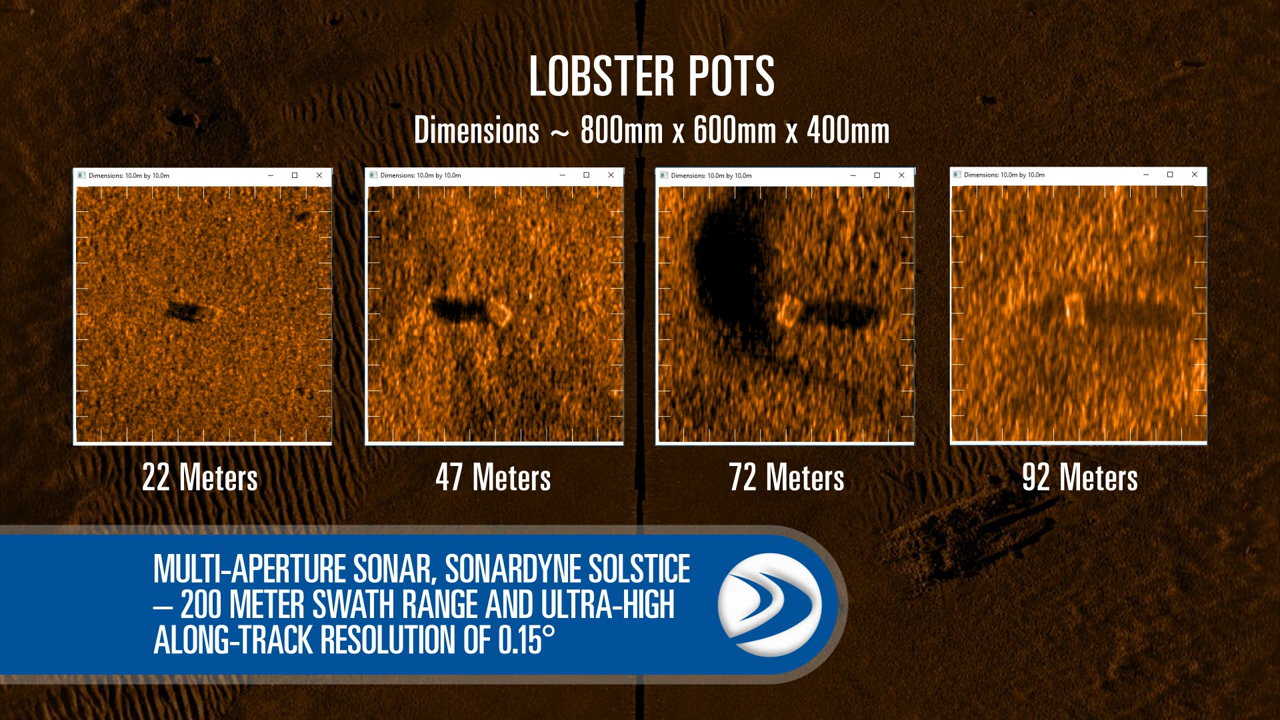 LOBSTER POTS
Dimensions ~ 800mm x 600mm x 400mm
Dimensions: 10.0m by 10.0m
Dimensions: 10.0m by 10.0m
Dimensions: 10.0m by 10.0m
Dimensions: 10.0m by 10.0m
22 Meters
47 Meters
72 Meters
92 Meters
MULTI-APERTURE SONAR, SONARDYNE SOLSTICE
– 200 METER SWATH RANGE AND ULTRA-HIGH
ALONG-TRACK RESOLUTION OF 0.15°